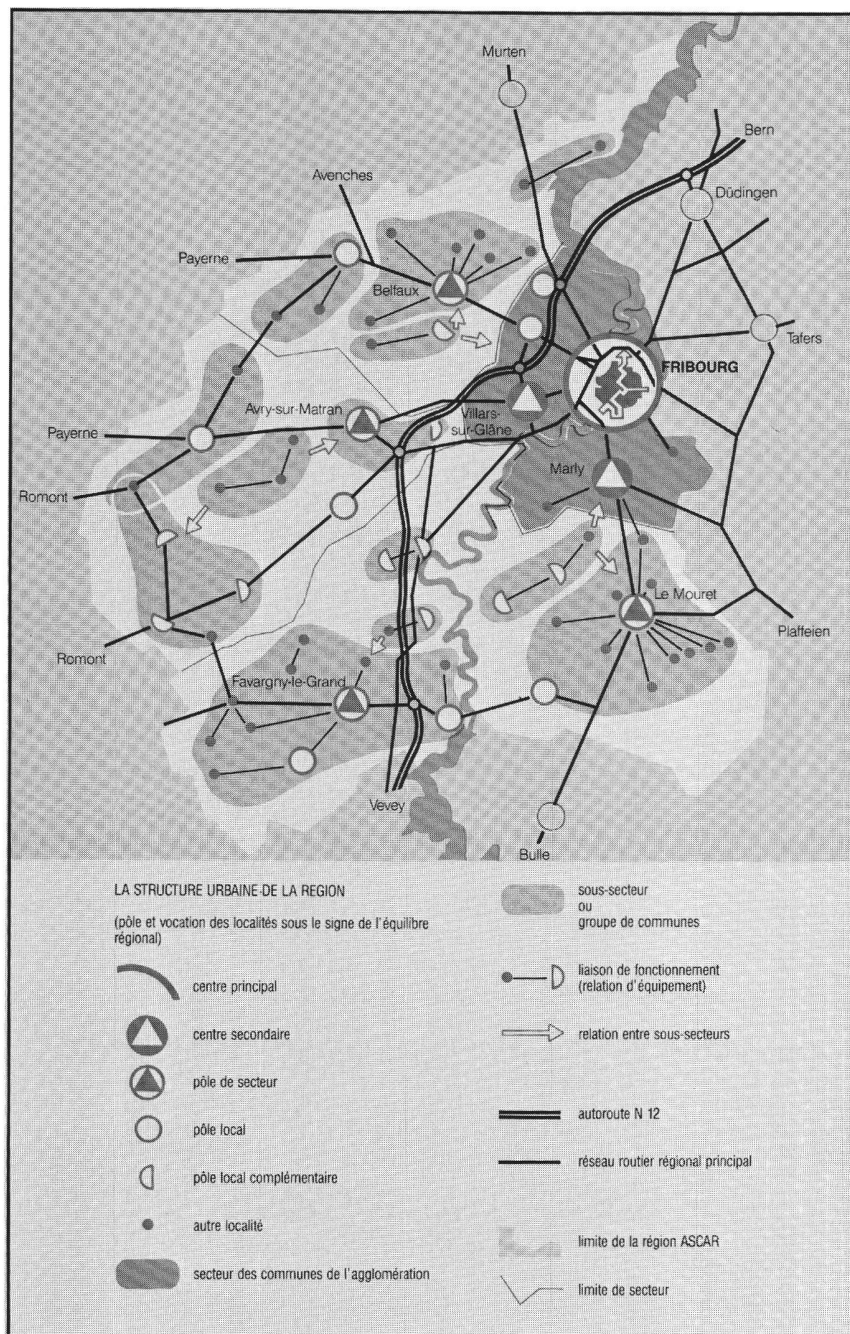 Murten
Bern
Avenches
Düdingen
Payerne
Belfaux
Tafers
FRIBOURG
Avry-sur-Matran
Villars-
sur-Glâne
Payerne
Marly
Romont
Le Mouret
Plaffeien
Romont
Favargny-le-Grand
Vevey
Bulle
LA STRUCTURE URBAINE DE LA REGION
(pôle et vocation des localités sous le signe de l'équilibre
régional)
centre principal
centre secondaire
pôle de secteur
pôle local
pôle local complémentaire
autre localité
secteur des communes de l'agglomération
sous-secteur
ou
groupe de communes
liaison de fonctionnement
(relation d'équipement)
relation entre sous-secteurs
autoroute N 12
réseau routier régional principal
limite de la région ASCAR
limite de secteur